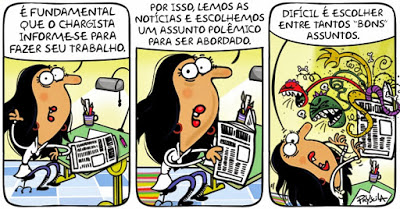 É FUNDAMENTAL
QUE O CHARGISTA
INFORME-SE PARA
FAZER SEU TRABALHO.
POR ISSO, LEMOS AS
NOTÍCIAS E ESCOLHEMOS
UM ASSUNTO POLÊMICO
PARA SER ABORDADO.
DIFÍCIL É ESCOLHER
ENTRE TANTOS "BONS"
ASSUNTOS.